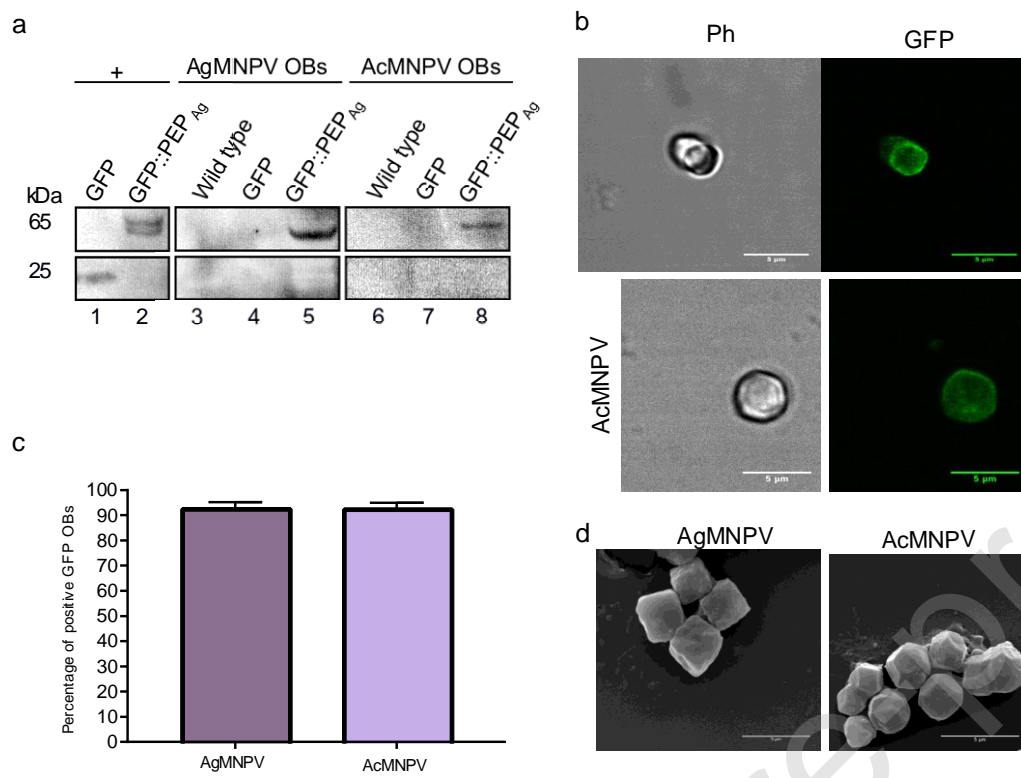 a
+
AgMNPV OBs
AcMNPV OBs
GFP
GFP::PEP Ag
Wild type
GFP
GFP::PEP Ag
Wild type
GFP
GFP::PEP Ag
kDa
65
25
1 2 3 4 5 6 7 8
b
Ph
GFP
5 µm
5 µm
AcMNPV
5 µm
5 µm
c
Percentage of positive GFP OBs
100
90
80
70
60
50
40
30
20
10
0
AgMNPV
AcMNPV
d
AgMNPV
AcMNPV
5 µm